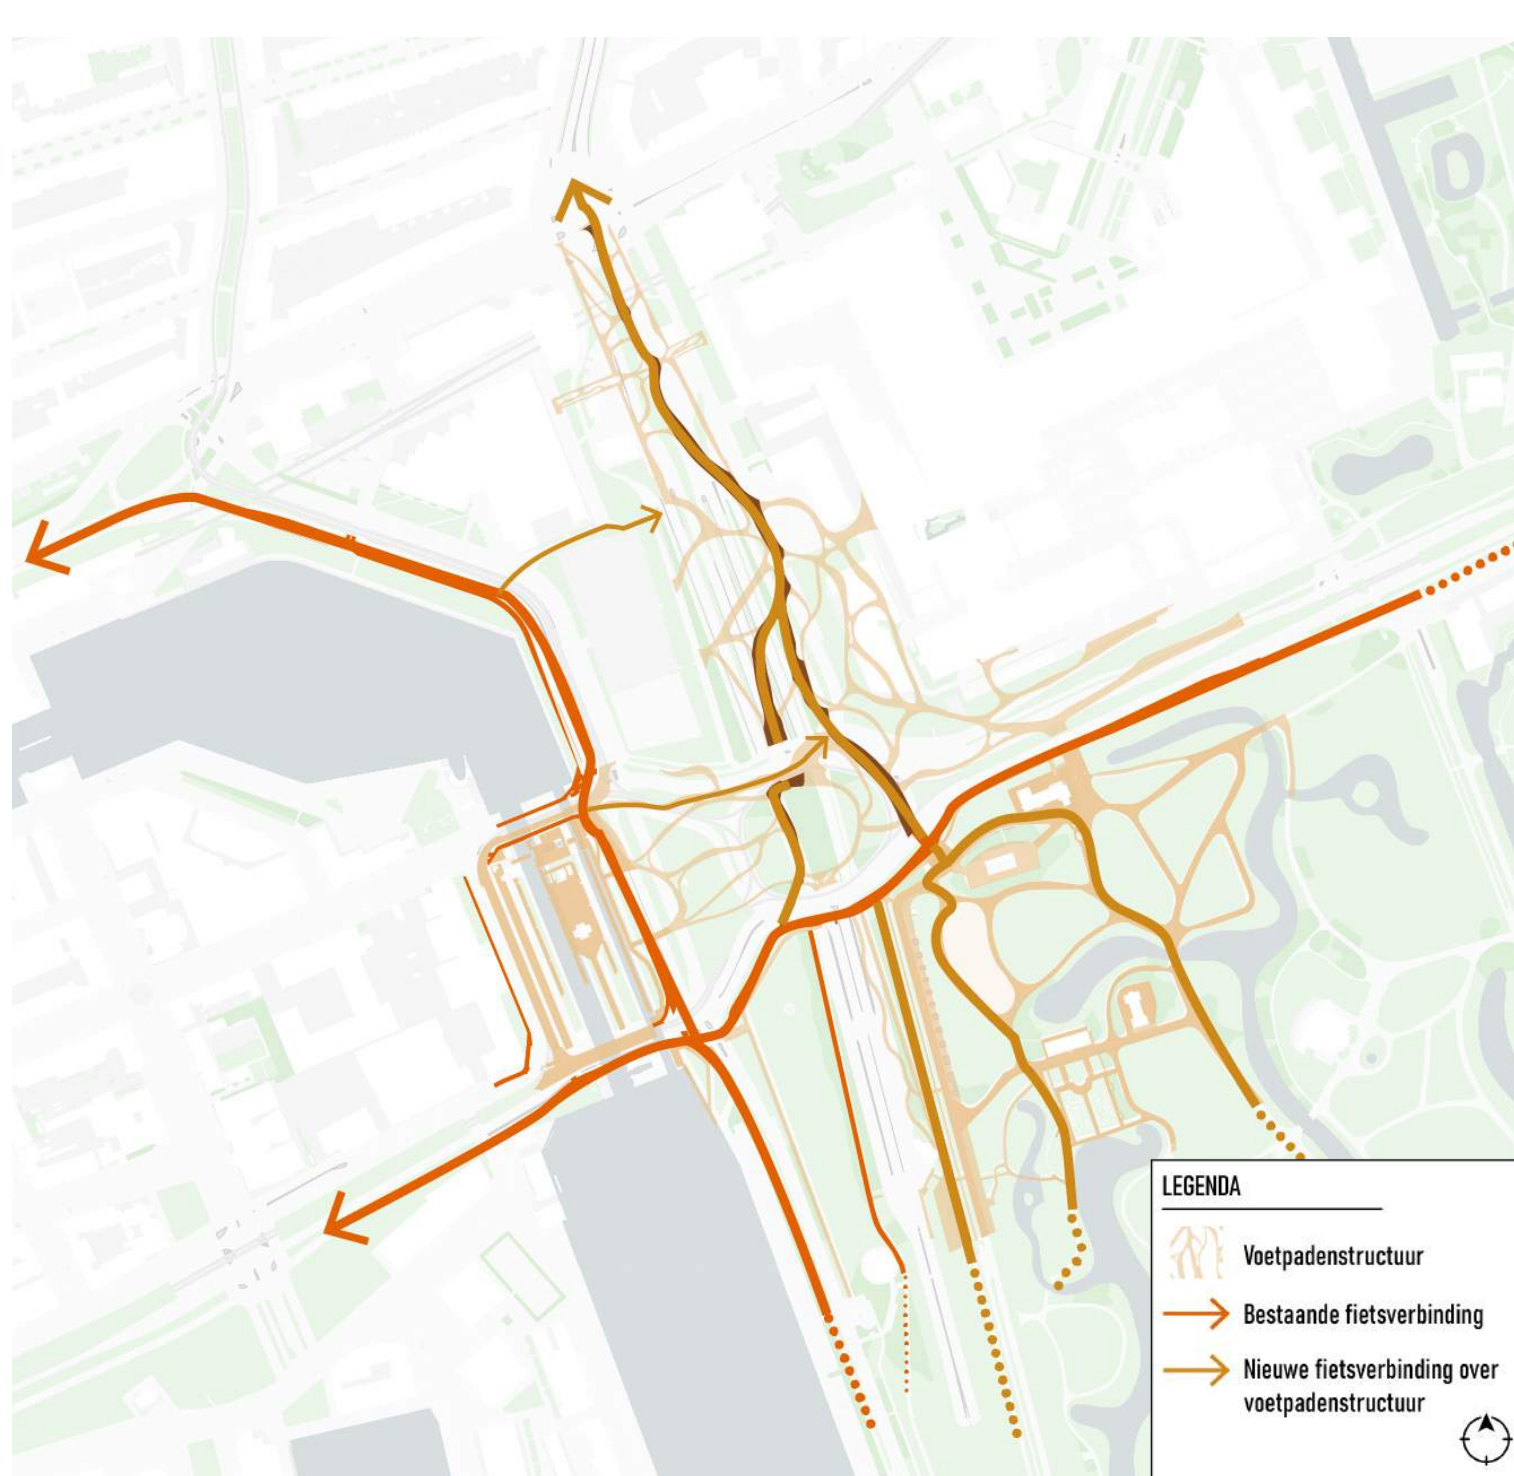 LEGENDA
Voetpadenstructuur
Bestaande fietsverbinding
Nieuwe fietsverbinding over
voetpadenstructuur